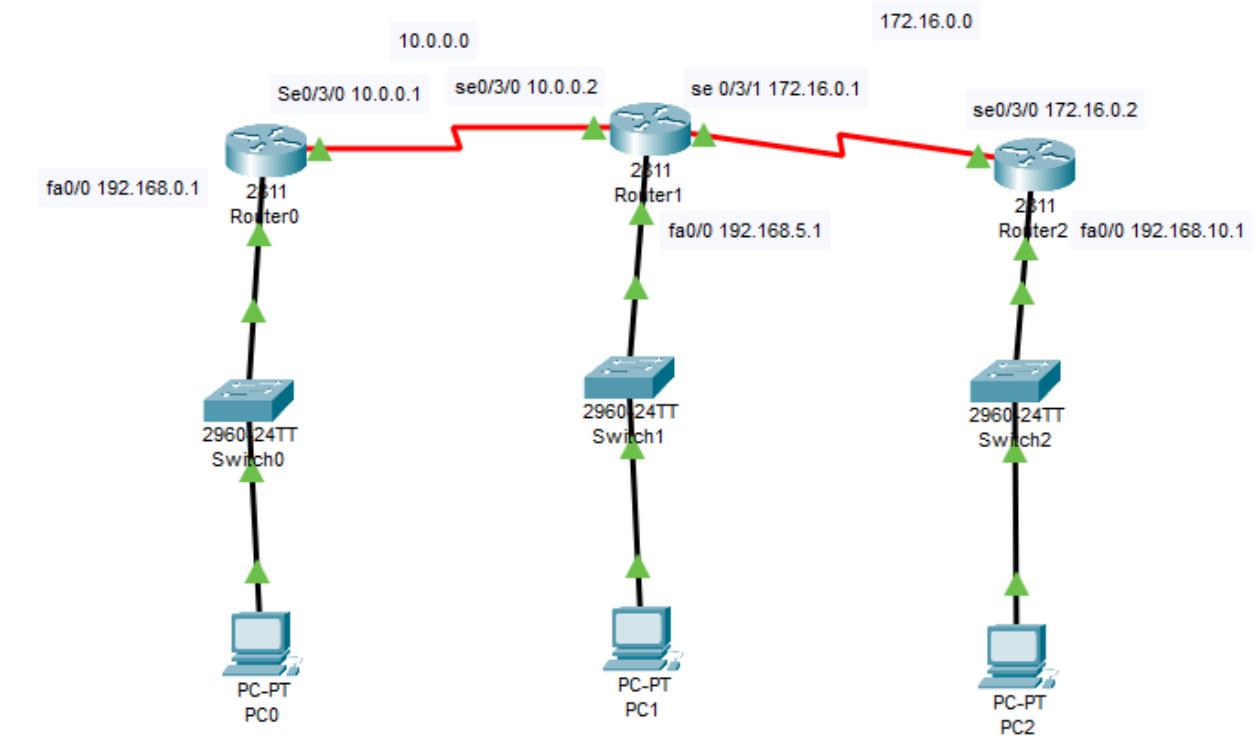 172.16.0.0
10.0.0.0
Se0/3/0 10.0.0.1
se0/3/0 10.0.0.2
se 0/3/1 172.16.0.1
se0/3/0 172.16.0.2
fa0/0 192.168.0.1
2811
Router0
2811
Router1
fa0/0 192.168.5.1
2811
Router2
fa0/0 192.168.10.1
2960-24TT
Switch0
2960-24TT
Switch1
2960-24TT
Switch2
PC-PT
PC0
PC-PT
PC1
PC-PT
PC2